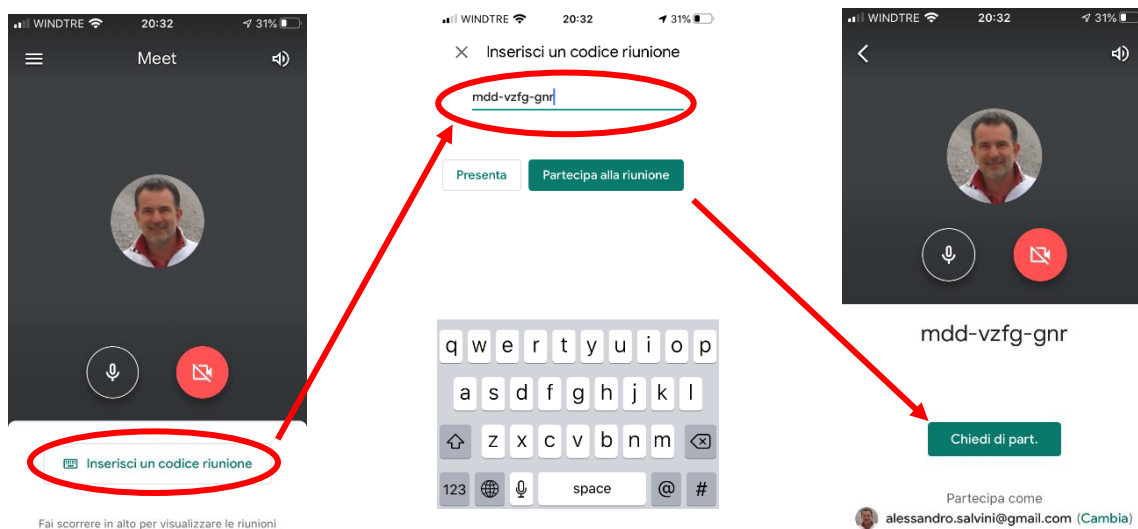 WINDTRE 20:32 31%
Meet
Inserisci un codice riunione
Fai scorrere in alto per visualizzare le riunioni
WINDTRE 20:32 31%
Inserisci un codice riunione
mdd-vzfg-gnr
Presenta Partecipa alla riunione
q w e r t y u i o p
a s d f g h j k l
z x c v b n m
123 space @ #
WINDTRE 20:32 31%
mdd-vzfg-gnr
Chiedi di part.
Partecipa come
alessandro.salvini@gmail.com (Cambia)